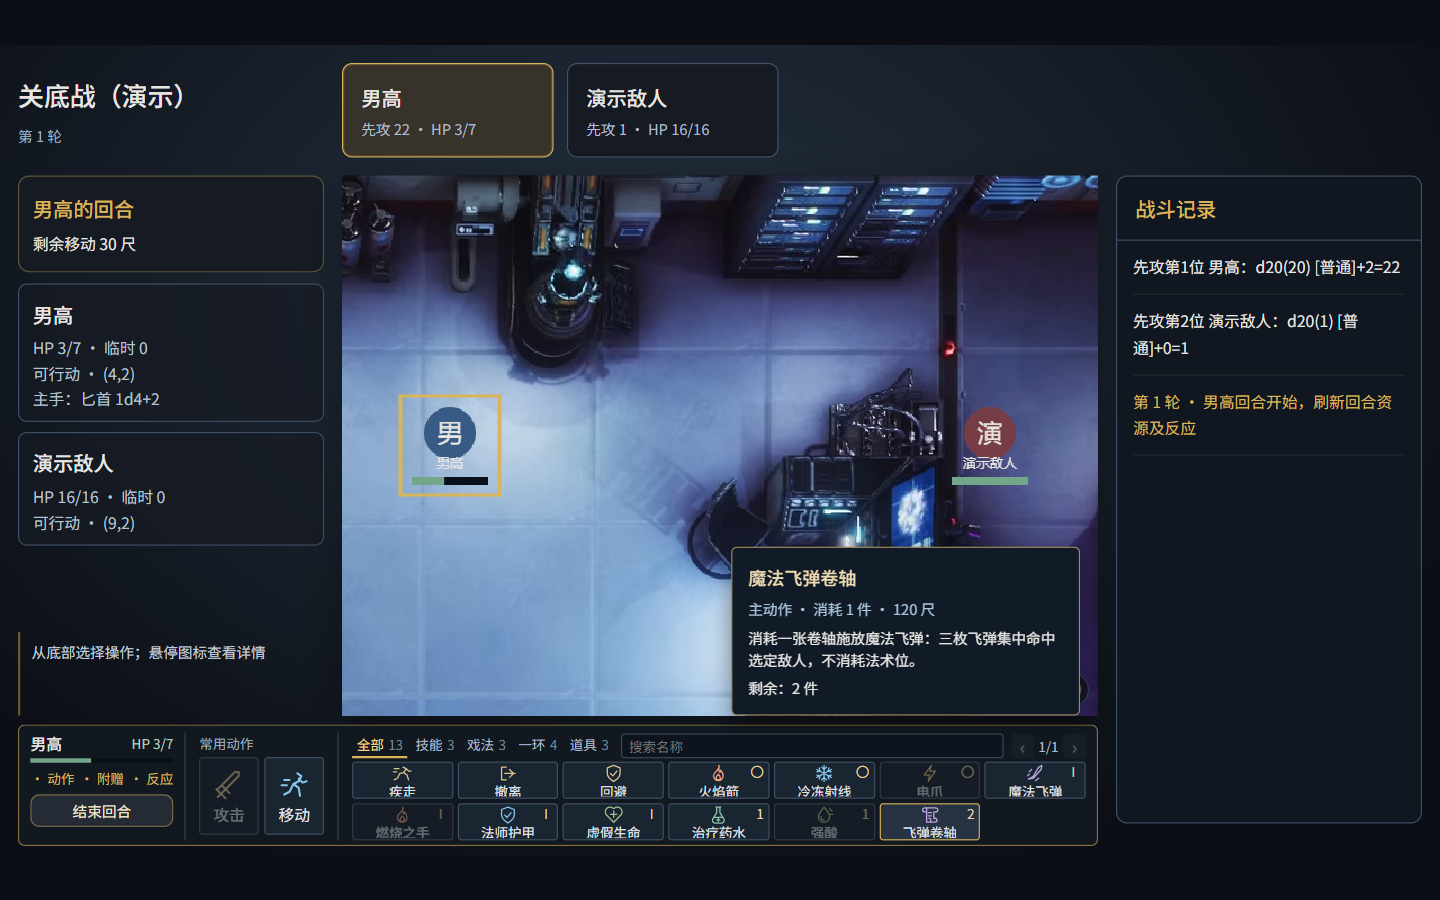 关底战（演示）
第 1 轮
男高
先攻 22 · HP 3/7
演示敌人
先攻 1 · HP 16/16
男高的回合
剩余移动 30 尺
男高
HP 3/7 · 临时 0
可行动 · (4,2)
主手：匕首 1d4+2
演示敌人
HP 16/16 · 临时 0
可行动 · (9,2)
从底部选择操作；悬停图标查看详情
男
男高
演
演示敌人
魔法飞弹卷轴
主动作 · 消耗 1 件 · 120 尺
消耗一张卷轴施放魔法飞弹：三枚飞弹集中命中
选定敌人，不消耗法术位。
剩余：2 件
战斗记录
先攻第1位 男高：d20(20) [普通]+2=22
先攻第2位 演示敌人：d20(1) [普
通]+0=1
第 1 轮 · 男高回合开始，刷新回合资
源及反应
男高 HP 3/7
· 动作 · 附赠 · 反应
结束回合
常用动作
攻击
移动
全部 13 技能 3 戏法 3 一环 4 道具 3
搜索名称
‹ 1/1 ›
疾走
撤离
回避
火焰箭
冷冻射线
电爪
I
魔法飞弹
I
燃烧之手
I
法师护甲
I
虚假生命
1
治疗药水
1
强酸
2
飞弹卷轴